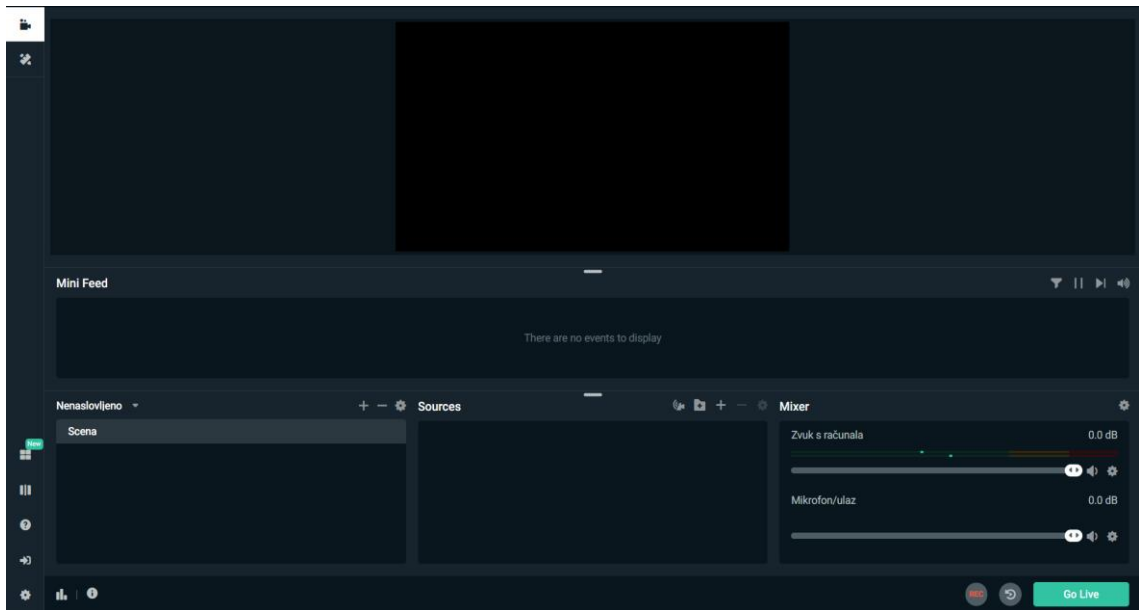 Mini Feed
There are no events to display
Nenaslovljeno
Scena
Sources
Mixer
Zvuk s računala 0.0 dB
Mikrofon/ulaz 0.0 dB
New
REC
Go Live